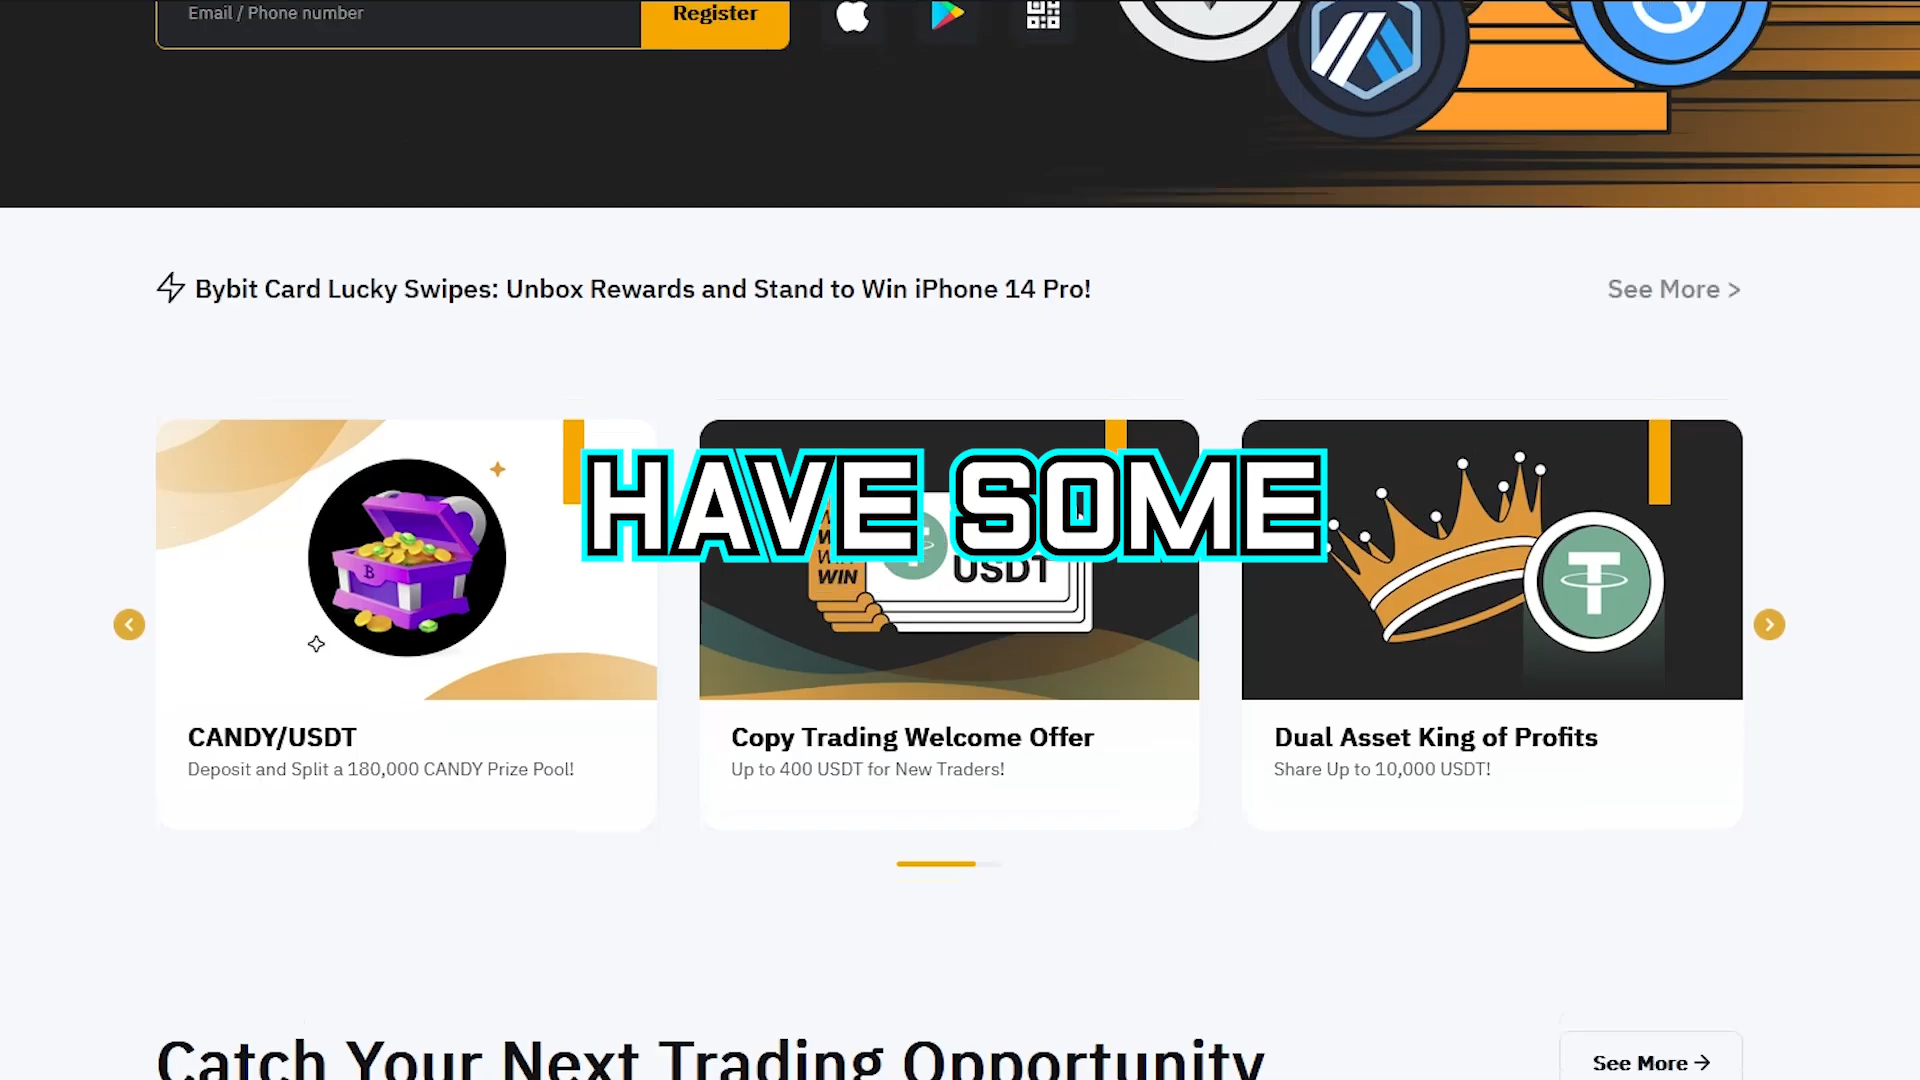 Email / Phone number
Register
Bybit Card Lucky Swipes: Unbox Rewards and Stand to Win iPhone 14 Pro!
See More >
HAVE SOME
WIN
WIN
USDT
CANDY/USDT
Deposit and Split a 180,000 CANDY Prize Pool!
Copy Trading Welcome Offer
Up to 400 USDT for New Traders!
Dual Asset King of Profits
Share Up to 10,000 USDT!
Catch Your Next Trading Opportunity
See More →